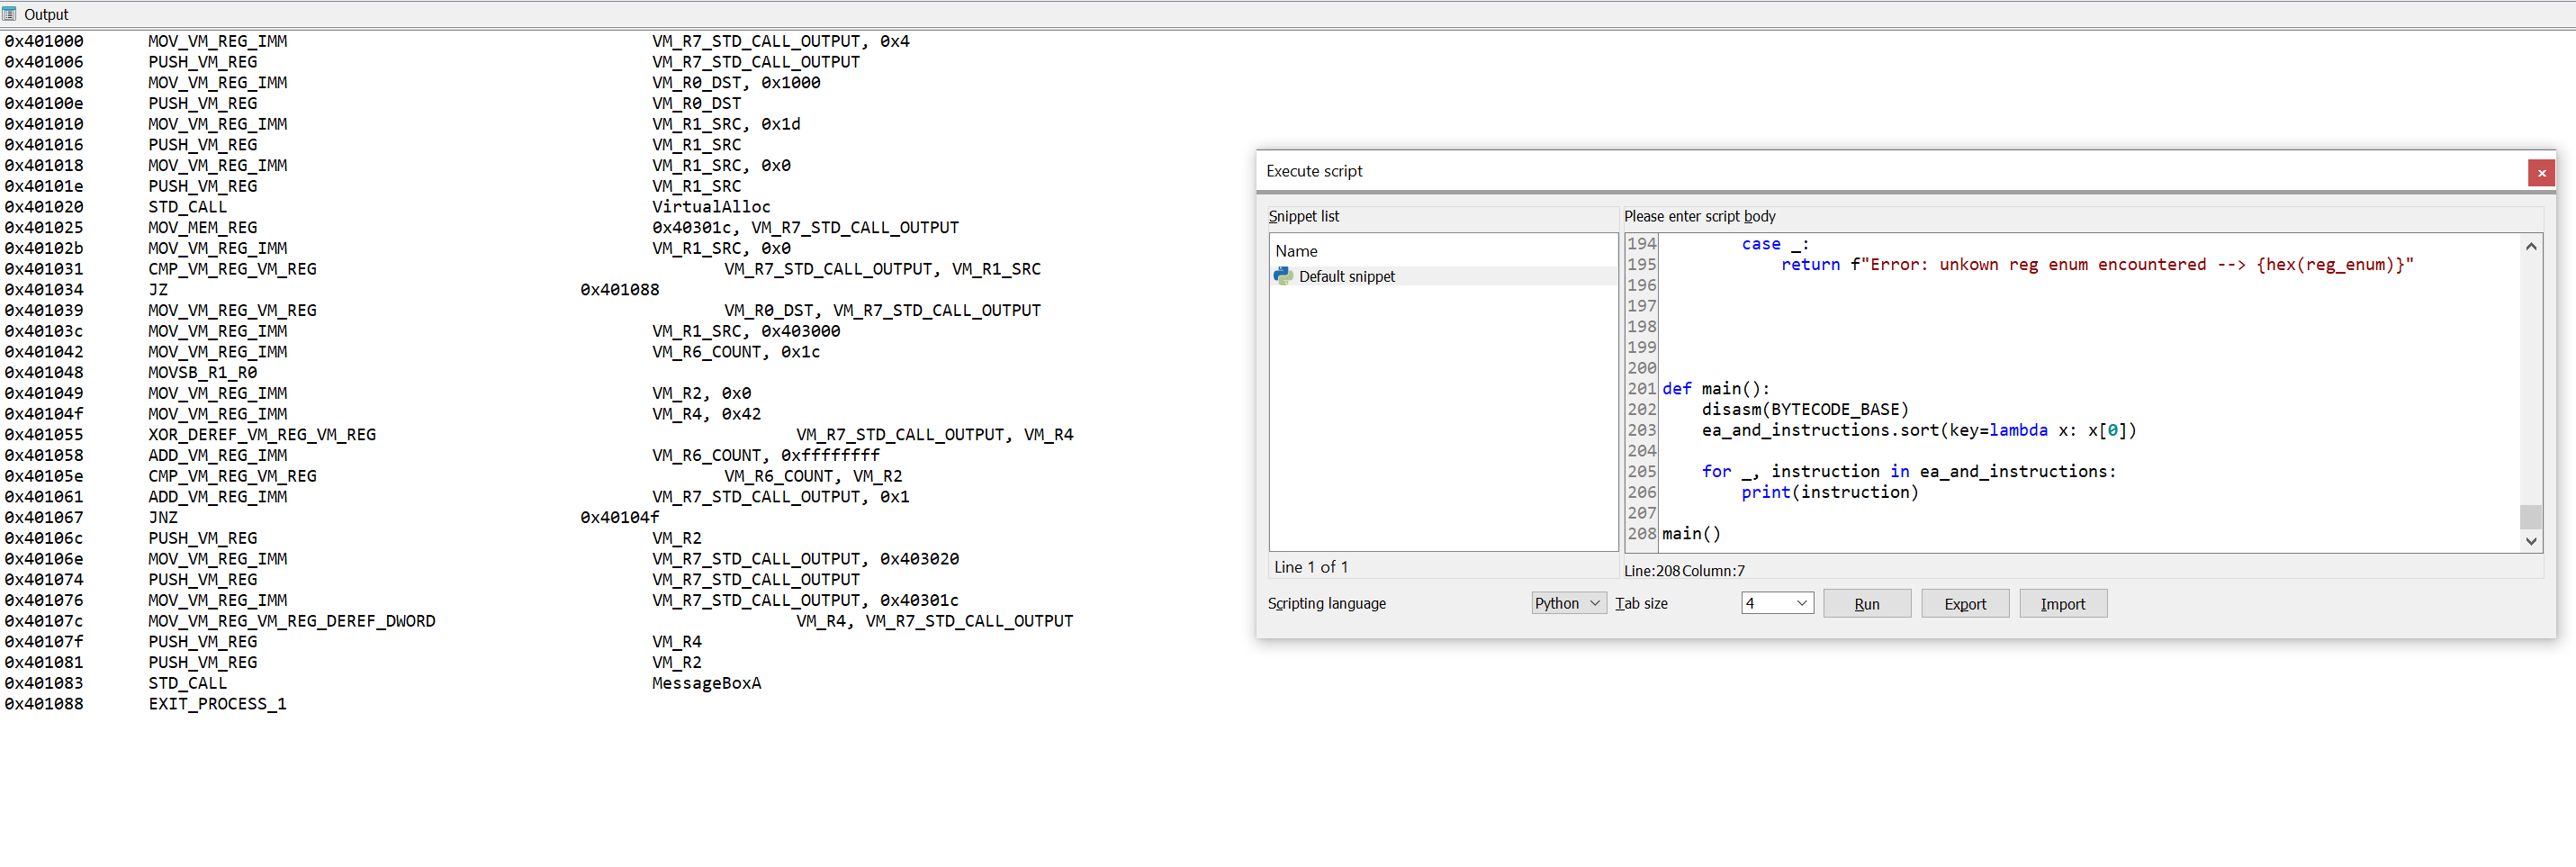 Output
0x401000 MOV_VM_REG_IMM VM_R7_STD_CALL_OUTPUT, 0x4
0x401006 PUSH_VM_REG VM_R7_STD_CALL_OUTPUT
0x401008 MOV_VM_REG_IMM VM_R0_DST, 0x1000
0x40100e PUSH_VM_REG VM_R0_DST
0x401010 MOV_VM_REG_IMM VM_R1_SRC, 0x1d
0x401016 PUSH_VM_REG VM_R1_SRC
0x401018 MOV_VM_REG_IMM VM_R1_SRC, 0x0
0x40101e PUSH_VM_REG VM_R1_SRC
0x401020 STD_CALL VirtualAlloc
0x401025 MOV_MEM_REG 0x40301c, VM_R7_STD_CALL_OUTPUT
0x40102b MOV_VM_REG_IMM VM_R1_SRC, 0x0
0x401031 CMP_VM_REG_VM_REG VM_R7_STD_CALL_OUTPUT, VM_R1_SRC
0x401034 JZ 0x401088
0x401039 MOV_VM_REG_VM_REG VM_R0_DST, VM_R7_STD_CALL_OUTPUT
0x40103c MOV_VM_REG_IMM VM_R1_SRC, 0x403000
0x401042 MOV_VM_REG_IMM VM_R6_COUNT, 0x1c
0x401048 MOVSB_R1_R0
0x401049 MOV_VM_REG_IMM VM_R2, 0x0
0x40104f MOV_VM_REG_IMM VM_R4, 0x42
0x401055 XOR_DEREF_VM_REG_VM_REG VM_R7_STD_CALL_OUTPUT, VM_R4
0x401058 ADD_VM_REG_IMM VM_R6_COUNT, 0xffffffff
0x40105e CMP_VM_REG_VM_REG VM_R6_COUNT, VM_R2
0x401061 ADD_VM_REG_IMM VM_R7_STD_CALL_OUTPUT, 0x1
0x401067 JNZ 0x40104f
0x40106c PUSH_VM_REG VM_R2
0x40106e MOV_VM_REG_IMM VM_R7_STD_CALL_OUTPUT, 0x403020
0x401074 PUSH_VM_REG VM_R7_STD_CALL_OUTPUT
0x401076 MOV_VM_REG_IMM VM_R7_STD_CALL_OUTPUT, 0x40301c
0x40107c MOV_VM_REG_VM_REG_DEREF_DWORD VM_R4, VM_R7_STD_CALL_OUTPUT
0x40107f PUSH_VM_REG VM_R4
0x401081 PUSH_VM_REG VM_R2
0x401083 STD_CALL MessageBoxA
0x401088 EXIT_PROCESS_1
Execute script
Snippet list
Name
Default snippet
Line 1 of 1
Please enter script body
194 case _:
195 return f"Error: unkown reg enum encountered --> {hex(reg_enum)}"
196
197
198
199
200
201 def main():
202 disasm(BYTECODE_BASE)
203 ea_and_instructions.sort(key=lambda x: x[0])
204
205 for _, instruction in ea_and_instructions:
206 print(instruction)
207
208 main()
Line:208 Column:7
Scripting language Python Tab size 4 Run Export Import